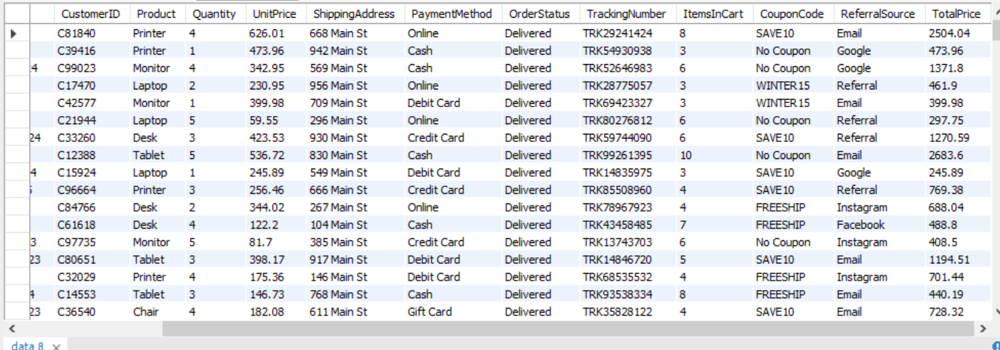 CustomerID Product Quantity UnitPrice ShippingAddress PaymentMethod OrderStatus TrackingNumber ItemsInCart CouponCode ReferralSource TotalPrice
C81840 Printer 4 626.01 668 Main St Online Delivered TRK29241424 8 SAVE10 Email 2504.04
C39416 Printer 1 473.96 942 Main St Cash Delivered TRK54930938 3 No Coupon Google 473.96
4 C99023 Monitor 4 342.95 569 Main St Cash Delivered TRK52646983 6 No Coupon Google 1371.8
C17470 Laptop 2 230.95 956 Main St Online Delivered TRK28775057 3 WINTER15 Referral 461.9
C42577 Monitor 1 399.98 709 Main St Debit Card Delivered TRK69423327 3 WINTER15 Email 399.98
C21944 Laptop 5 59.55 296 Main St Online Delivered TRK80276812 6 No Coupon Referral 297.75
24 C33260 Desk 3 423.53 930 Main St Credit Card Delivered TRK59744090 6 SAVE10 Referral 1270.59
C12388 Tablet 5 536.72 830 Main St Cash Delivered TRK99261395 10 No Coupon Email 2683.6
4 C15924 Laptop 1 245.89 549 Main St Debit Card Delivered TRK14835975 3 SAVE10 Google 245.89
C96664 Printer 3 256.46 666 Main St Credit Card Delivered TRK85508960 4 SAVE10 Referral 769.38
C84766 Desk 2 344.02 267 Main St Online Delivered TRK78967923 4 FREESHIP Instagram 688.04
C61618 Desk 4 122.2 104 Main St Cash Delivered TRK43458485 7 FREESHIP Facebook 488.8
3 C97735 Monitor 5 81.7 385 Main St Credit Card Delivered TRK13743703 6 No Coupon Instagram 408.5
23 C80651 Tablet 3 398.17 917 Main St Debit Card Delivered TRK14846720 5 SAVE10 Email 1194.51
C32029 Printer 4 175.36 146 Main St Debit Card Delivered TRK68535532 4 FREESHIP Instagram 701.44
4 C14553 Tablet 3 146.73 768 Main St Cash Delivered TRK93538334 8 FREESHIP Email 440.19
23 C36540 Chair 4 182.08 611 Main St Gift Card Delivered TRK35828122 4 SAVE10 Email 728.32
data 8